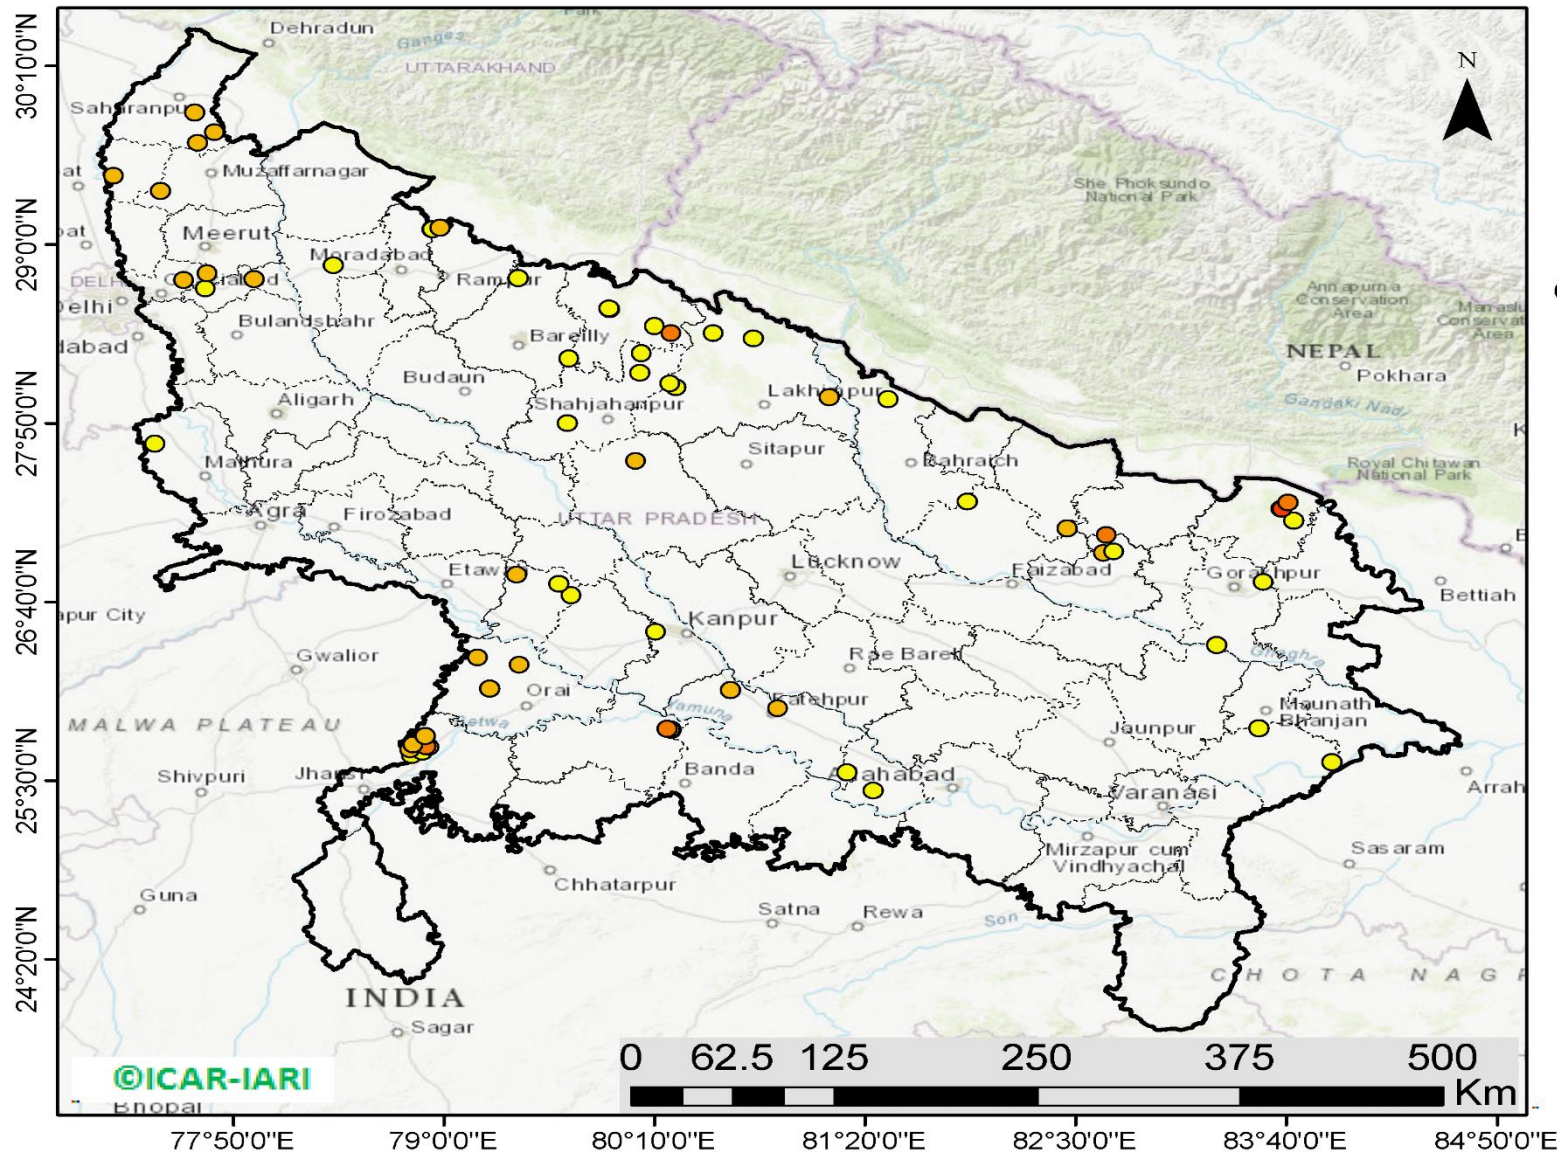 Dehradun
Ganges
UTTARAKHAND
N
30°10'0"N
Saharanpur
Muzaffarnagar
She Phoksundo
National Park
29°0'0"N
Meerut
Moradabad
Rampur
Annapurna
Conservation
Area
Delhi
Bulandshahr
Bareilly
NEPAL
Pokhara
Budaun
Lakhimpur
27°50'0"N
Aligarh
Shahjahanpur
Gandaki Nadi
Sitapur
Bahraich
Royal Chitawan
National Park
Mathura
Agra
Firozabad
UTTAR PRADESH
Lucknow
Etawah
Faizabad
Gorakhpur
26°40'0"N
Bettiah
apur City
Kanpur
Gwalior
Rae Bareli
Ghaghra
Orai
Fatehpur
MALWA PLATEAU
Betwa
Yamuna
Jaunpur
Maunath
Bhanjan
25°30'0"N
Shivpuri
Jhansi
Banda
Allahabad
Varanasi
Arrah
Mirzapur cum
Vindhyachal
Sasaram
Guna
Chhatarpur
Satna
Rewa
Son
24°20'0"N
CHOTA NAGP
INDIA
Sagar
0 62.5 125 250 375 500
Km
©ICAR-IARI
Bhopal
77°50'0"E 79°0'0"E 80°10'0"E 81°20'0"E 82°30'0"E 83°40'0"E 84°50'0"E